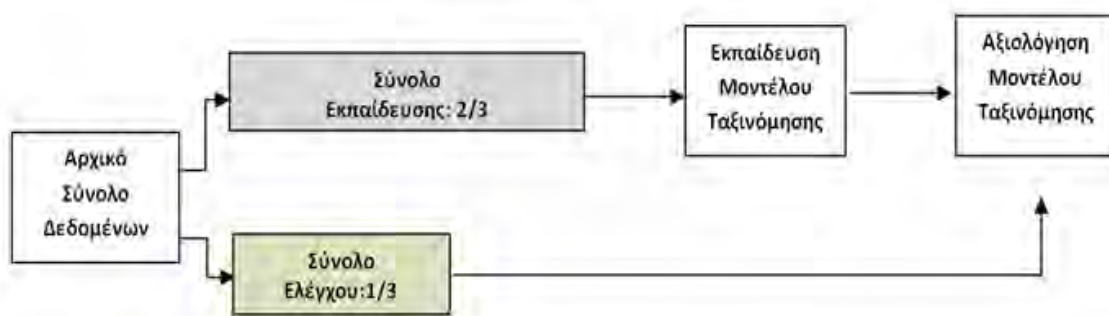 Αρχικό
Σύνολο
Δεδομένων
Σύνολο
Εκπαίδευσης: 2/3
Σύνολο
Ελέγχου:1/3
Εκπαίδευση
Μοντέλου
Ταξινόμησης
Αξιολόγηση
Μοντέλου
Ταξινόμησης